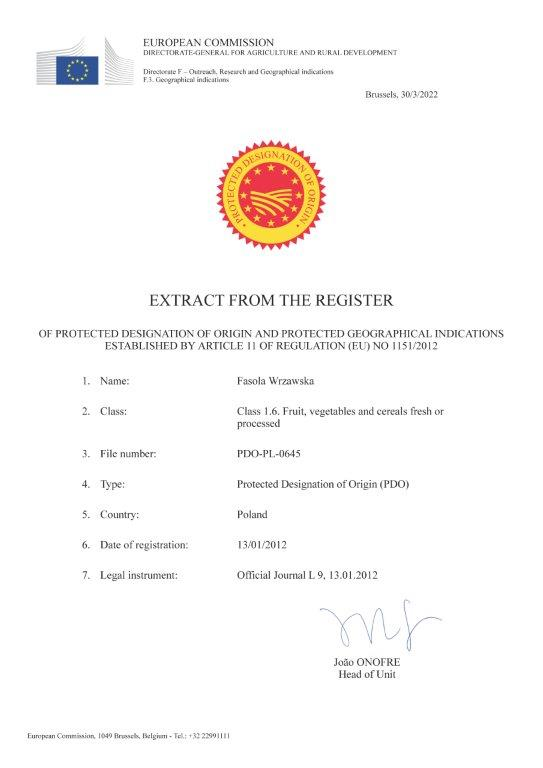 EUROPEAN COMMISSION
DIRECTORATE-GENERAL FOR AGRICULTURE AND RURAL DEVELOPMENT
Directorate F – Outreach, Research and Geographical indications
F.3. Geographical indications
Brussels, 30/3/2022
PROTECTED DESIGNATION OF ORIGIN
EXTRACT FROM THE REGISTER
OF PROTECTED DESIGNATION OF ORIGIN AND PROTECTED GEOGRAPHICAL INDICATIONS
ESTABLISHED BY ARTICLE 11 OF REGULATION (EU) NO 1151/2012
1. Name: Fasola Wrzawska
2. Class: Class 1.6. Fruit, vegetables and cereals fresh or
processed
3. File number: PDO-PL-0645
4. Type: Protected Designation of Origin (PDO)
5. Country: Poland
6. Date of registration: 13/01/2012
7. Legal instrument: Official Journal L 9, 13.01.2012
João ONOFRE
Head of Unit
European Commission, 1049 Brussels, Belgium - Tel.: +32 22991111